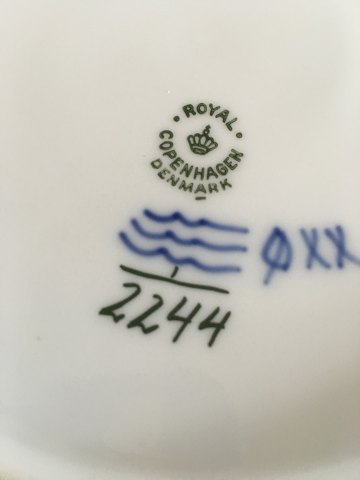 ROYAL
COPENHAGEN
DENMARK
ØXX
2244